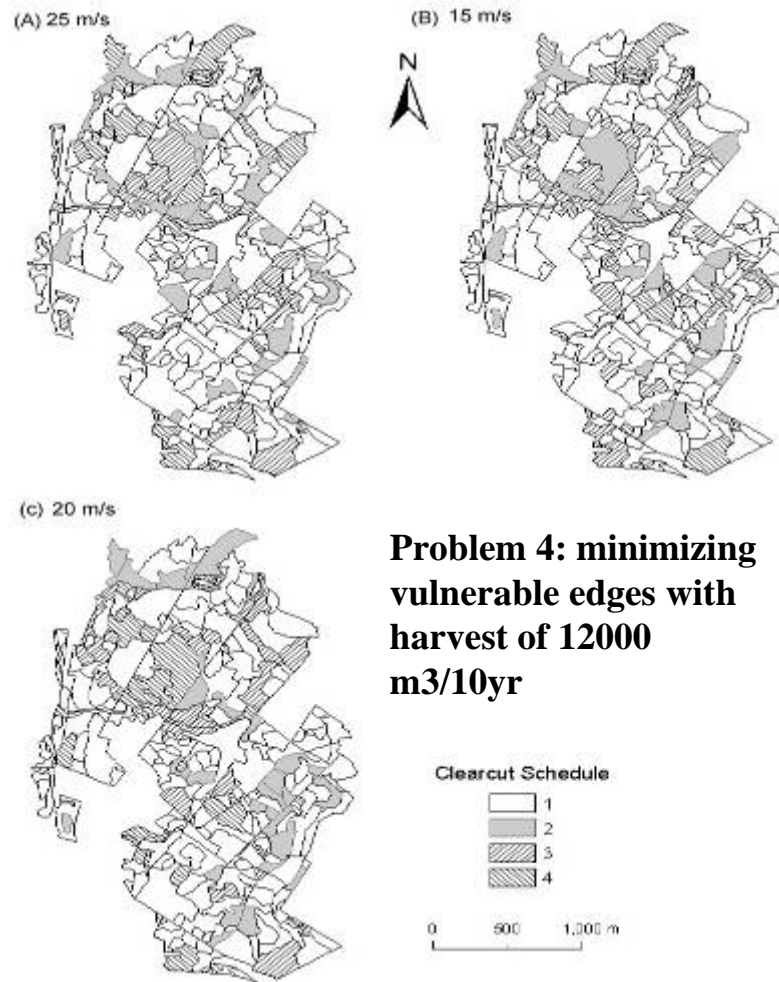 (A) 25 m/s
(B) 15 m/s
N
(c) 20 m/s
Problem 4: minimizing
vulnerable edges with
harvest of 12000
m3/10yr
Clearcut Schedule
1
2
3
4
0 500 1,000 m